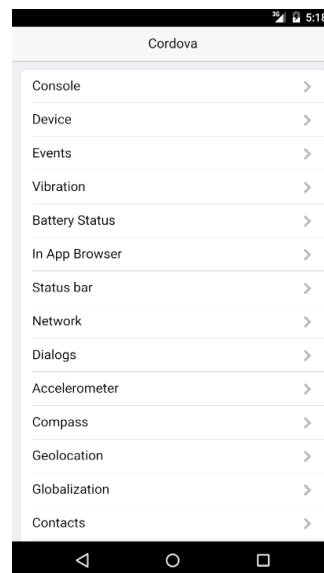 3G 5:18
Cordova
Console
Device
Events
Vibration
Battery Status
In App Browser
Status bar
Network
Dialogs
Accelerometer
Compass
Geolocation
Globalization
Contacts